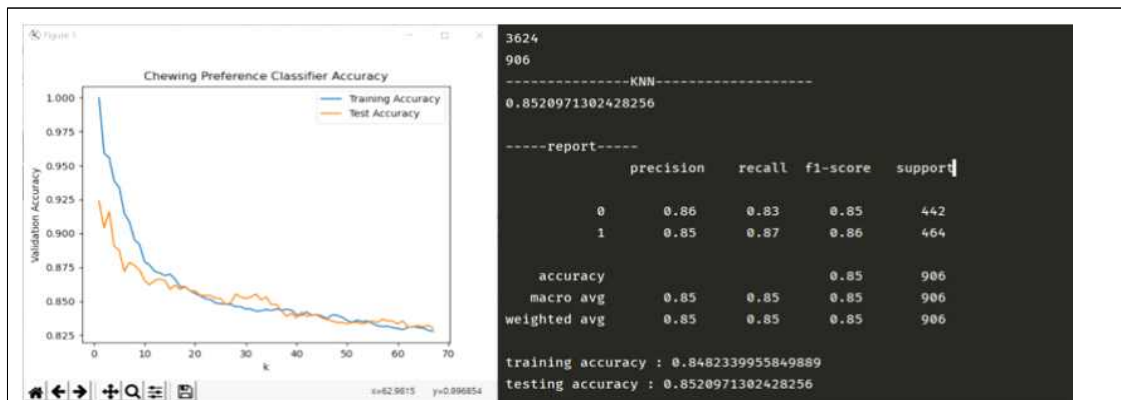 Figure 1
Chewing Preference Classifier Accuracy
Training Accuracy
Test Accuracy
Validation Accuracy
1.000
0.975
0.950
0.925
0.900
0.875
0.850
0.825
0 10 20 30 40 50 60 70
k
x=62.9815 y=0.996854
3624
906
---------------KNN-------------------
0.8520971302428256
-----report-----
precision recall f1-score support
0 0.86 0.83 0.85 442
1 0.85 0.87 0.86 464
accuracy 0.85 906
macro avg 0.85 0.85 0.85 906
weighted avg 0.85 0.85 0.85 906
training accuracy : 0.8482339955849889
testing accuracy : 0.8520971302428256